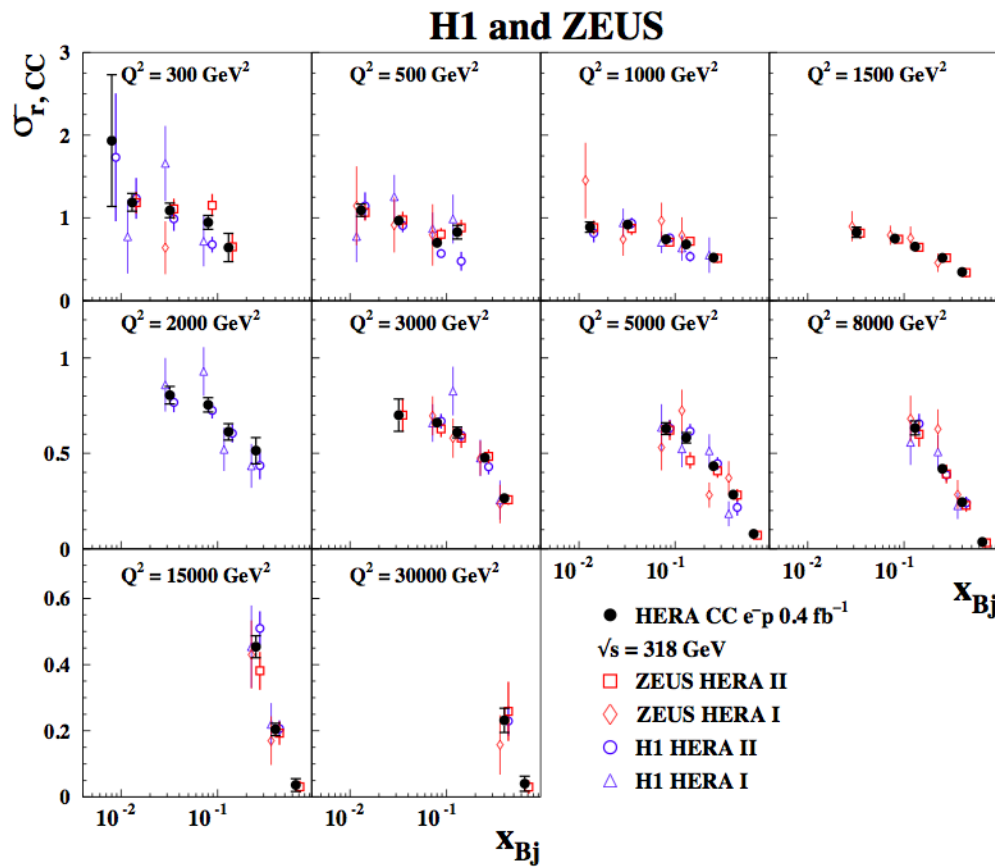 H1 and ZEUS
σ⁻r, CC
Q² = 300 GeV²
Q² = 500 GeV²
Q² = 1000 GeV²
Q² = 1500 GeV²
3
2
1
0
Q² = 2000 GeV²
Q² = 3000 GeV²
Q² = 5000 GeV²
Q² = 8000 GeV²
1
0.5
0
10⁻² 10⁻¹
10⁻² 10⁻¹
xBj
Q² = 15000 GeV²
Q² = 30000 GeV²
0.6
0.4
0.2
0
10⁻² 10⁻¹
10⁻² 10⁻¹
xBj
HERA CC e⁻p 0.4 fb⁻¹
√s = 318 GeV
ZEUS HERA II
ZEUS HERA I
H1 HERA II
H1 HERA I